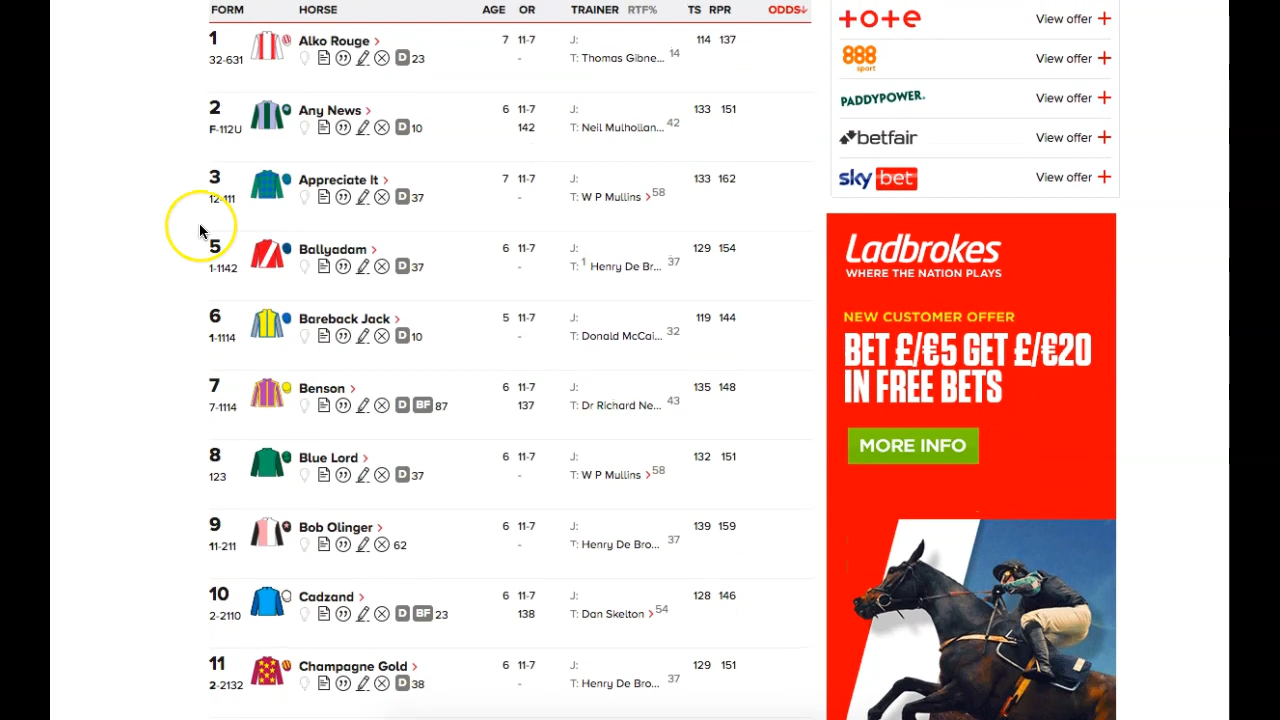 FORM HORSE AGE OR TRAINER RTF% TS RPR ODDS
1 Alko Rouge > 7 11-7 J: 114 137
32-631 D 23 - T: Thomas Gibne... 14
2 Any News > 6 11-7 J: 133 151
F-112U D 10 142 T: Neil Mulhollan... 42
3 Appreciate It > 7 11-7 J: 133 162
12-111 D 37 - T: W P Mullins > 58
5 Ballyadam > 6 11-7 J: 129 154
1-1142 D 37 - T: 1 Henry De Br... 37
6 Bareback Jack > 5 11-7 J: 119 144
1-1114 D 10 - T: Donald McCai... 32
7 Benson > 6 11-7 J: 135 148
7-1114 D BF 87 137 T: Dr Richard Ne... 43
8 Blue Lord > 6 11-7 J: 132 151
123 D 37 - T: W P Mullins > 58
9 Bob Olinger > 6 11-7 J: 139 159
11-211 62 - T: Henry De Bro... 37
10 Cadzand > 6 11-7 J: 128 146
2-2110 D BF 23 138 T: Dan Skelton > 54
11 Champagne Gold > 6 11-7 J: 129 151
2-2132 D 38 - T: Henry De Bro... 37
tote View offer +
888 sport View offer +
PADDYPOWER. View offer +
betfair View offer +
sky bet View offer +
Ladbrokes
WHERE THE NATION PLAYS
NEW CUSTOMER OFFER
BET £/€5 GET £/€20
IN FREE BETS
MORE INFO